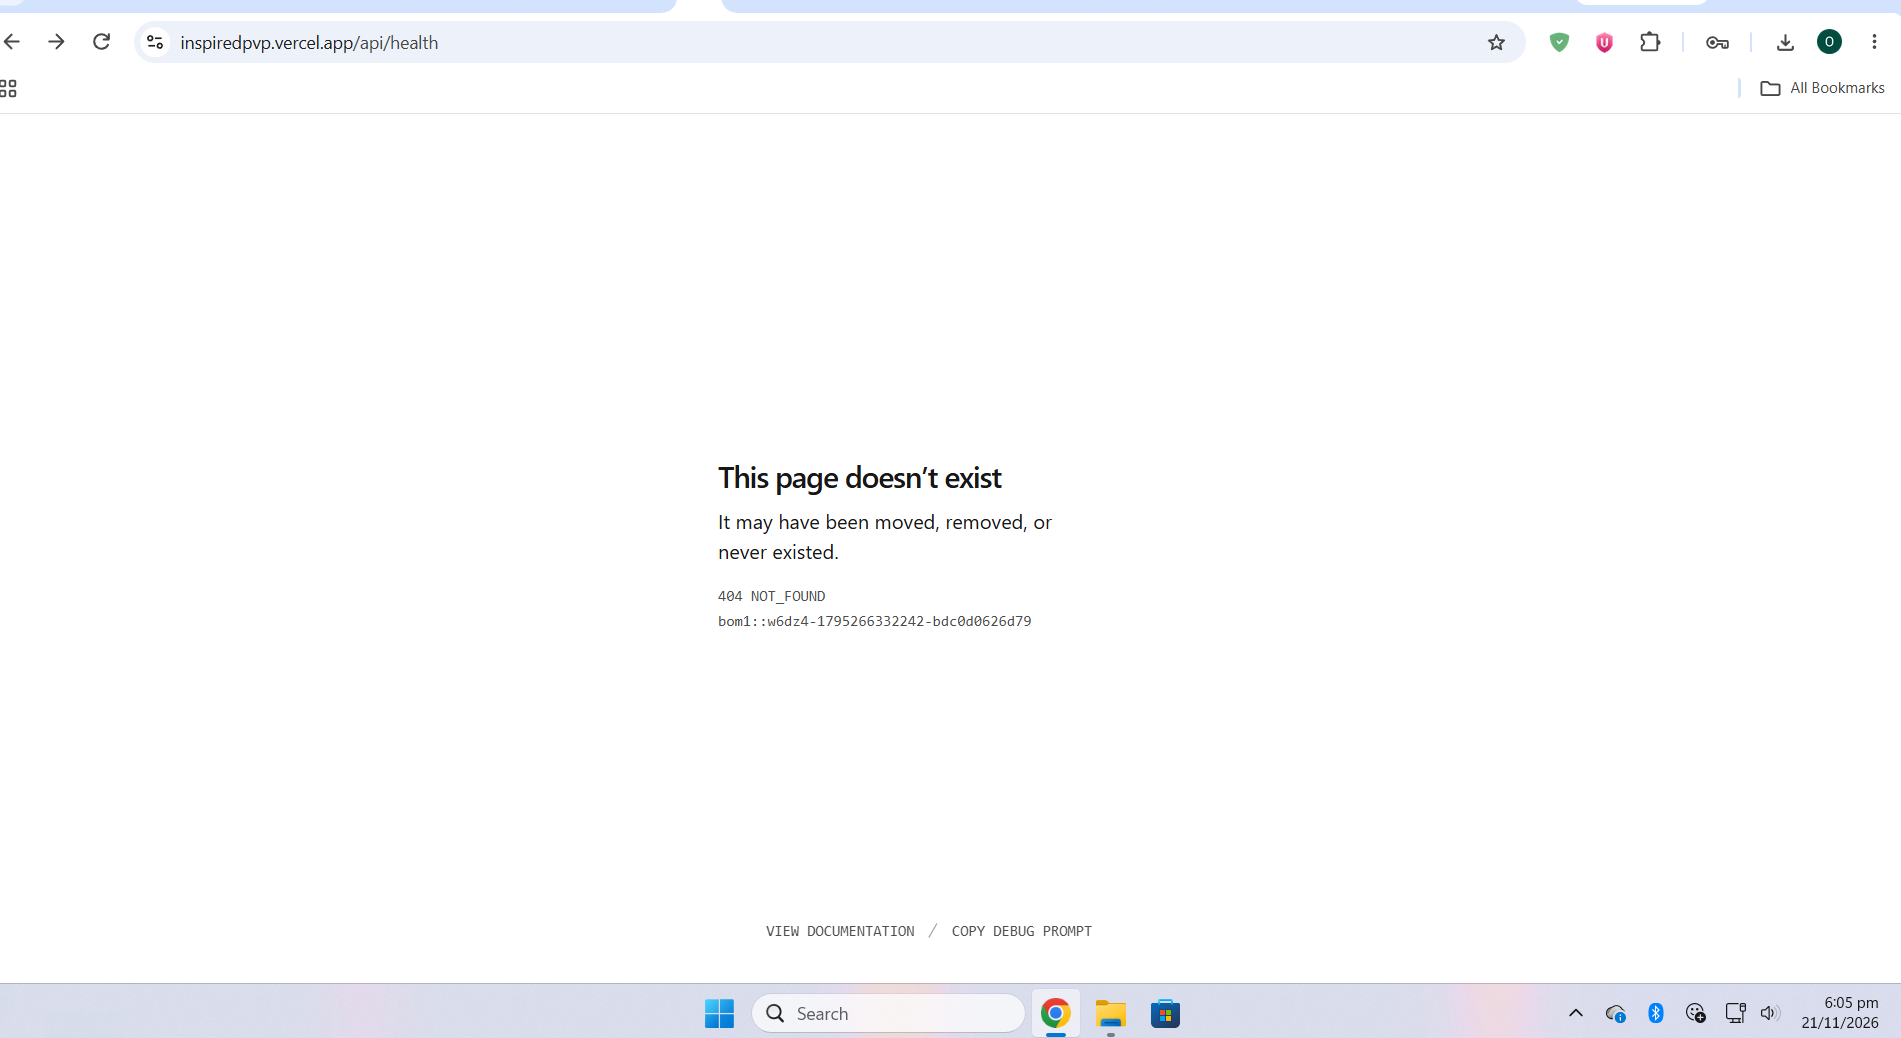 inspiredpvp.vercel.app/api/health
O
All Bookmarks
This page doesn’t exist
It may have been moved, removed, or
never existed.
404 NOT_FOUND
bom1::w6dz4-1795266332242-bdc0d0626d79
VIEW DOCUMENTATION / COPY DEBUG PROMPT
Search
6:05 pm
21/11/2026